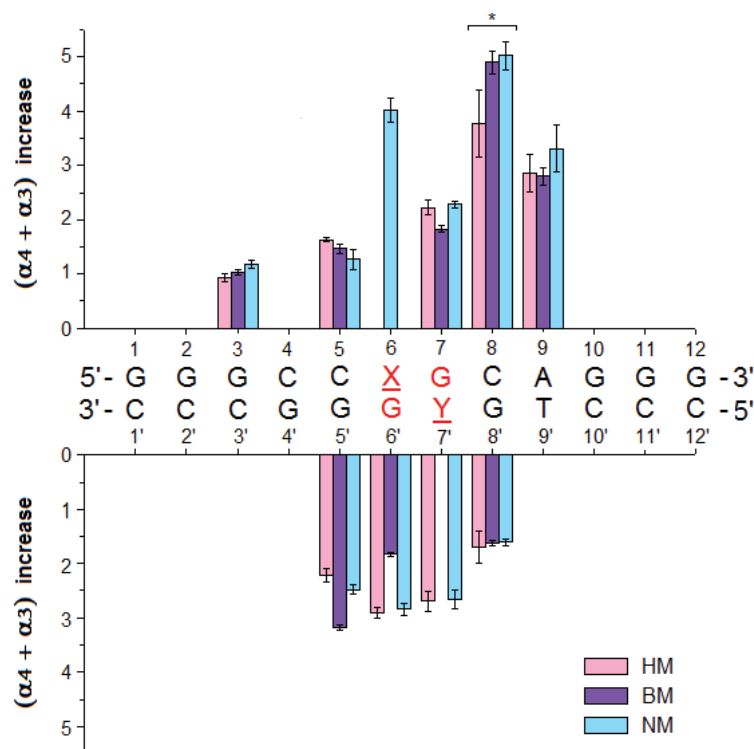 *
(α4 + α3) increase
5
4
3
2
1
0
1 2 3 4 5 6 7 8 9 10 11 12
5'- G G G C C X G C A G G G -3'
3'- C C C G G G Y G T C C C -5'
1' 2' 3' 4' 5' 6' 7' 8' 9' 10' 11' 12'
(α4 + α3) increase
0
1
2
3
4
5
HM
BM
NM